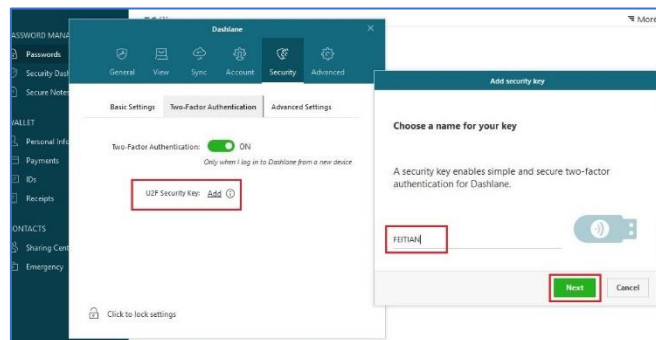 More
PASSWORD MANA
Passwords
Security Dash
Secure Notes
WALLET
Personal Info
Payments
IDs
Receipts
CONTACTS
Sharing Cent
Emergency
Dashlane
General View Sync Account Security Advanced
Basic Settings Two-Factor Authentication Advanced Settings
Two-Factor Authentication: ON
Only when I log in to Dashlane from a new device
U2F Security Key: Add
Click to lock settings
Add security key
Choose a name for your key
A security key enables simple and secure two-factor
authentication for Dashlane.
FEITIAN
Next Cancel